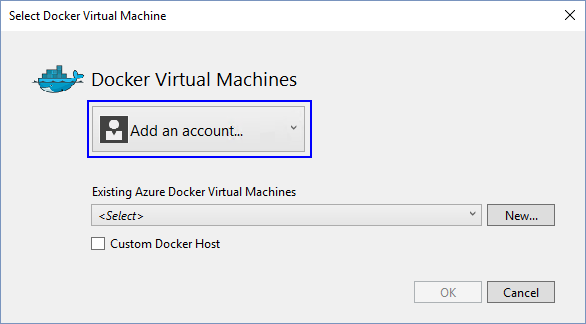 Select Docker Virtual Machine
Docker Virtual Machines
Add an account...
Existing Azure Docker Virtual Machines
<Select>
New...
Custom Docker Host
OK
Cancel